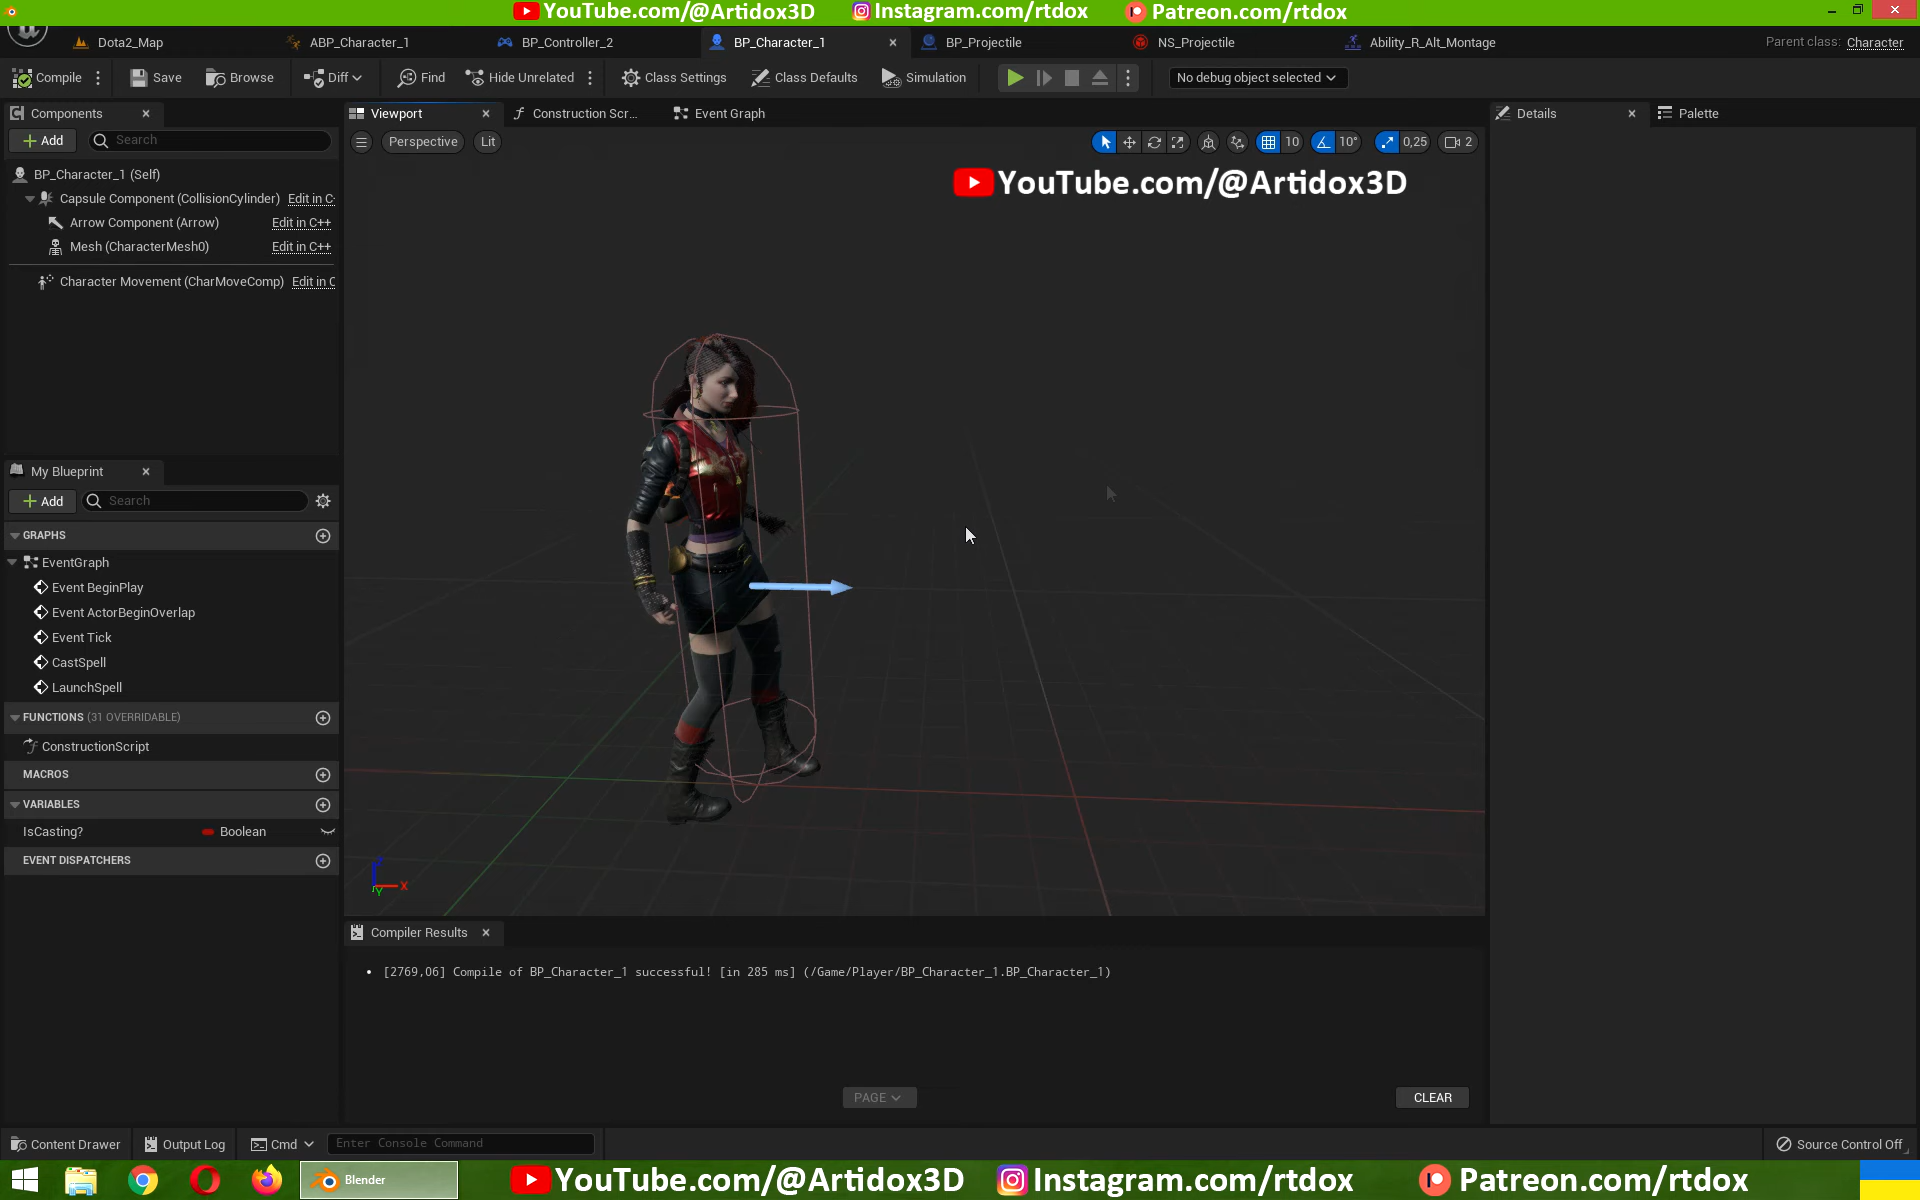 YouTube.com/@Artidox3D Instagram.com/rtdox Patreon.com/rtdox
Dota2_Map ABP_Character_1 BP_Controller_2 BP_Character_1 BP_Projectile NS_Projectile Ability_R_Alt_Montage Parent class: Character
Compile Save Browse Diff Find Hide Unrelated Class Settings Class Defaults Simulation No debug object selected
Components Viewport Construction Scr... Event Graph Details Palette
Add Search Perspective Lit 10 10° 0,25 2
YouTube.com/@Artidox3D
BP_Character_1 (Self)
Capsule Component (CollisionCylinder) Edit in C
Arrow Component (Arrow) Edit in C++
Mesh (CharacterMesh0) Edit in C++
Character Movement (CharMoveComp) Edit in C
My Blueprint
Add Search
GRAPHS
EventGraph
Event BeginPlay
Event ActorBeginOverlap
Event Tick
CastSpell
LaunchSpell
FUNCTIONS (31 OVERRIDABLE)
ConstructionScript
MACROS
VARIABLES
IsCasting? Boolean
EVENT DISPATCHERS
X
Y
Compiler Results
• [2769,06] Compile of BP_Character_1 successful! [in 285 ms] (/Game/Player/BP_Character_1.BP_Character_1)
PAGE CLEAR
Content Drawer Output Log Cmd Enter Console Command Source Control Off
Blender YouTube.com/@Artidox3D Instagram.com/rtdox Patreon.com/rtdox